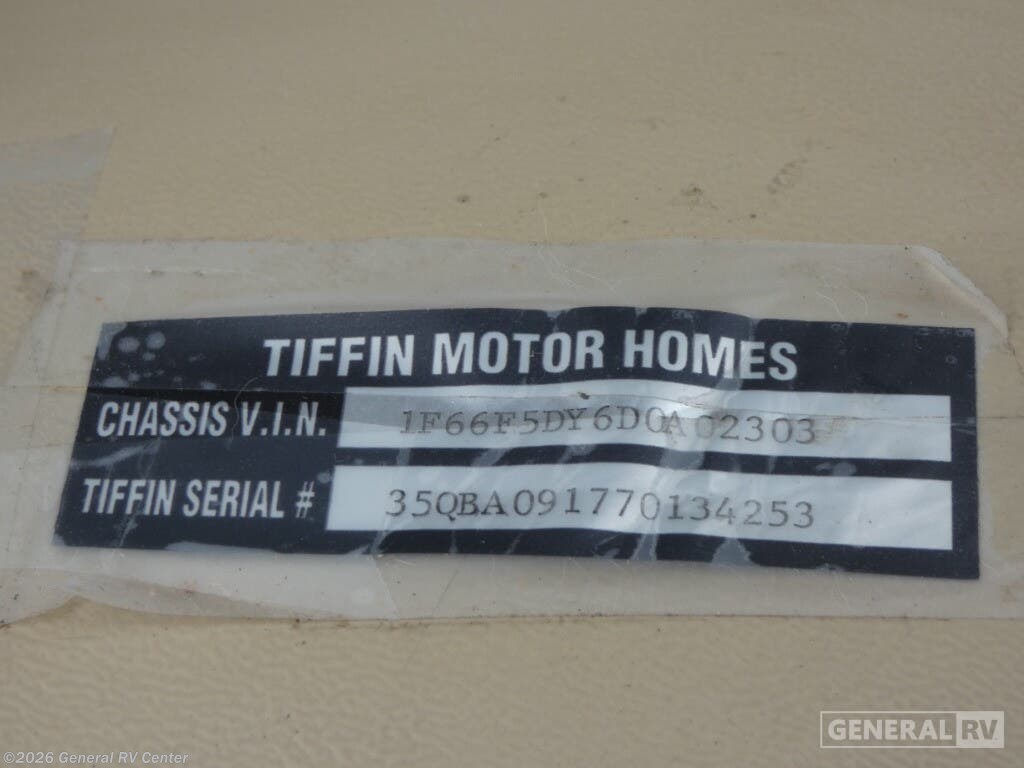 TIFFIN MOTOR HOMES
CHASSIS V.I.N. 1F66F5DY6D0A02303
TIFFIN SERIAL # 35QBA091770134253
GENERAL RV
©2026 General RV Center